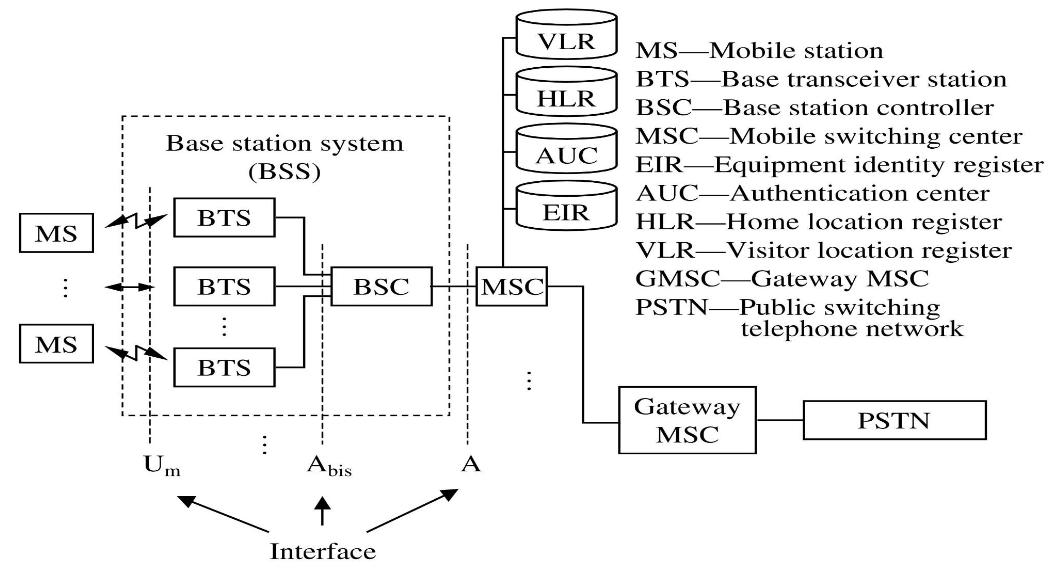 VLR
HLR
AUC
EIR
MS—Mobile station
BTS—Base transceiver station
BSC—Base station controller
MSC—Mobile switching center
EIR—Equipment identity register
AUC—Authentication center
HLR—Home location register
VLR—Visitor location register
GMSC—Gateway MSC
PSTN—Public switching
telephone network
Base station system
(BSS)
MS
BTS
BTS
BSC
MSC
MS
BTS
Gateway
MSC
PSTN
Um
Abis
A
Interface